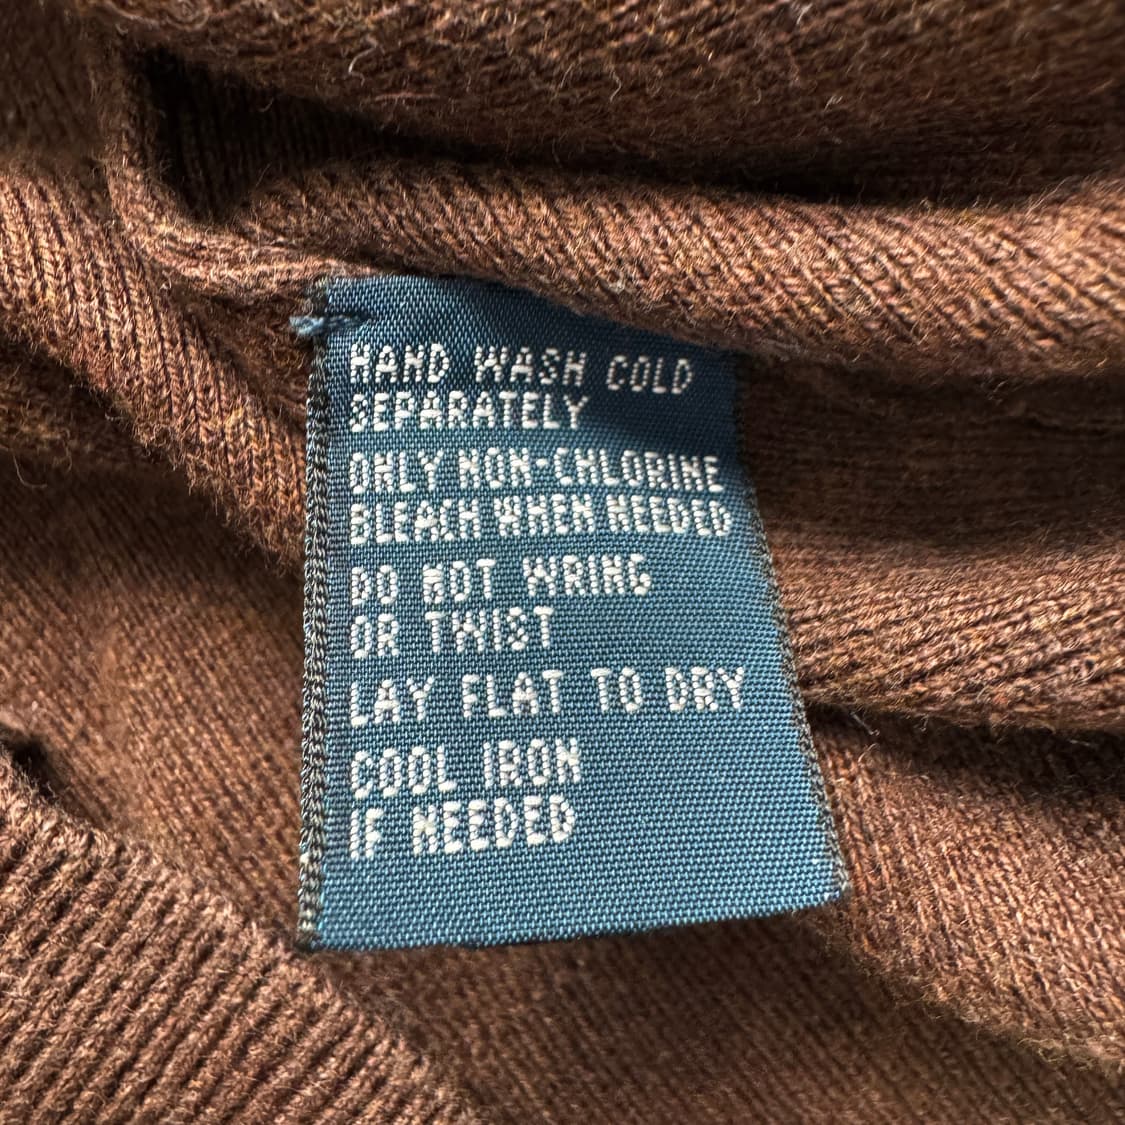 HAND WASH COLD
SEPARATELY
ONLY NON-CHLORINE
BLEACH WHEN NEEDED
DO NOT WRING
OR TWIST
LAY FLAT TO DRY
COOL IRON
IF NEEDED